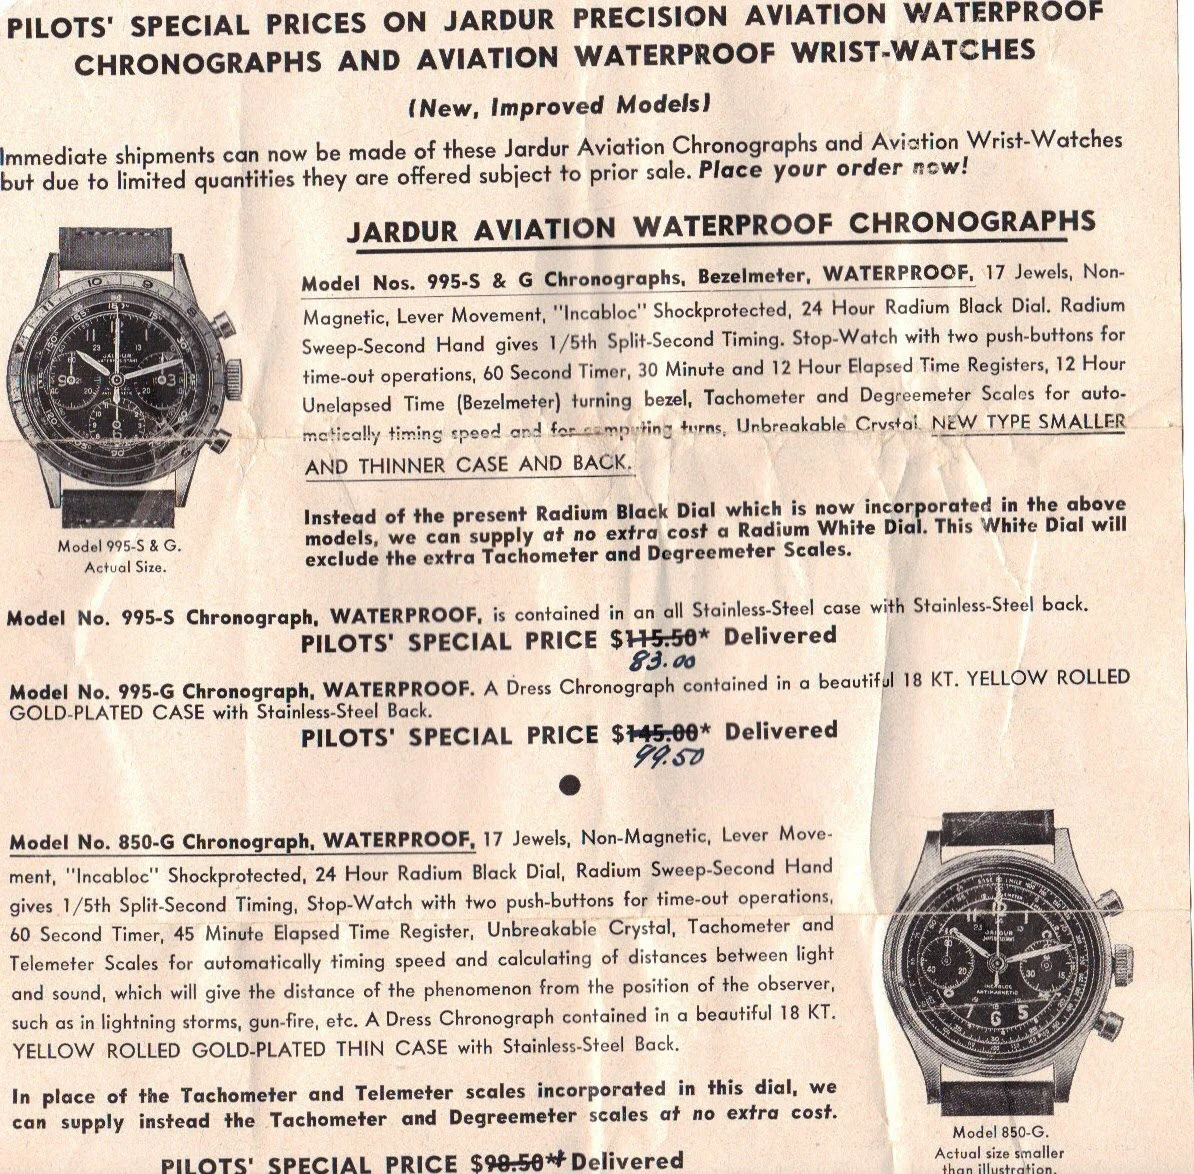 PILOTS' SPECIAL PRICES ON JARDUR PRECISION AVIATION WATERPROOF
CHRONOGRAPHS AND AVIATION WATERPROOF WRIST-WATCHES
(New, Improved Models)
Immediate shipments can now be made of these Jardur Aviation Chronographs and Aviation Wrist-Watches
but due to limited quantities they are offered subject to prior sale. Place your order now!
JARDUR AVIATION WATERPROOF CHRONOGRAPHS
Model Nos. 995-S & G Chronographs, Bezelmeter, WATERPROOF, 17 Jewels, Non-
Magnetic, Lever Movement, "Incabloc" Shockprotected, 24 Hour Radium Black Dial. Radium
Sweep-Second Hand gives 1/5th Split-Second Timing. Stop-Watch with two push-buttons for
time-out operations, 60 Second Timer, 30 Minute and 12 Hour Elapsed Time Registers, 12 Hour
Unelapsed Time (Bezelmeter) turning bezel, Tachometer and Degreemeter Scales for auto-
matically timing speed and for computing turns, Unbreakable Crystal. NEW TYPE SMALLER
AND THINNER CASE AND BACK.
Instead of the present Radium Black Dial which is now incorporated in the above
models, we can supply at no extra cost a Radium White Dial. This White Dial will
exclude the extra Tachometer and Degreemeter Scales.
Model 995-S & G.
Actual Size.
Model No. 995-S Chronograph, WATERPROOF, is contained in an all Stainless-Steel case with Stainless-Steel back.
PILOTS' SPECIAL PRICE $115.50* Delivered
83.00
Model No. 995-G Chronograph, WATERPROOF. A Dress Chronograph contained in a beautiful 18 KT. YELLOW ROLLED
GOLD-PLATED CASE with Stainless-Steel Back.
PILOTS' SPECIAL PRICE $145.00* Delivered
99.50
Model No. 850-G Chronograph, WATERPROOF, 17 Jewels, Non-Magnetic, Lever Move-
ment, "Incabloc" Shockprotected, 24 Hour Radium Black Dial, Radium Sweep-Second Hand
gives 1/5th Split-Second Timing, Stop-Watch with two push-buttons for time-out operations,
60 Second Timer, 45 Minute Elapsed Time Register, Unbreakable Crystal, Tachometer and
Telemeter Scales for automatically timing speed and calculating of distances between light
and sound, which will give the distance of the phenomenon from the position of the observer,
such as in lightning storms, gun-fire, etc. A Dress Chronograph contained in a beautiful 18 KT.
YELLOW ROLLED GOLD-PLATED THIN CASE with Stainless-Steel Back.
In place of the Tachometer and Telemeter scales incorporated in this dial, we
can supply instead the Tachometer and Degreemeter scales at no extra cost.
PILOTS' SPECIAL PRICE $98.50* Delivered
JARDUR
INCABLOC
ANTIMAGNETIC
Model 850-G.
Actual size smaller
than illustration.